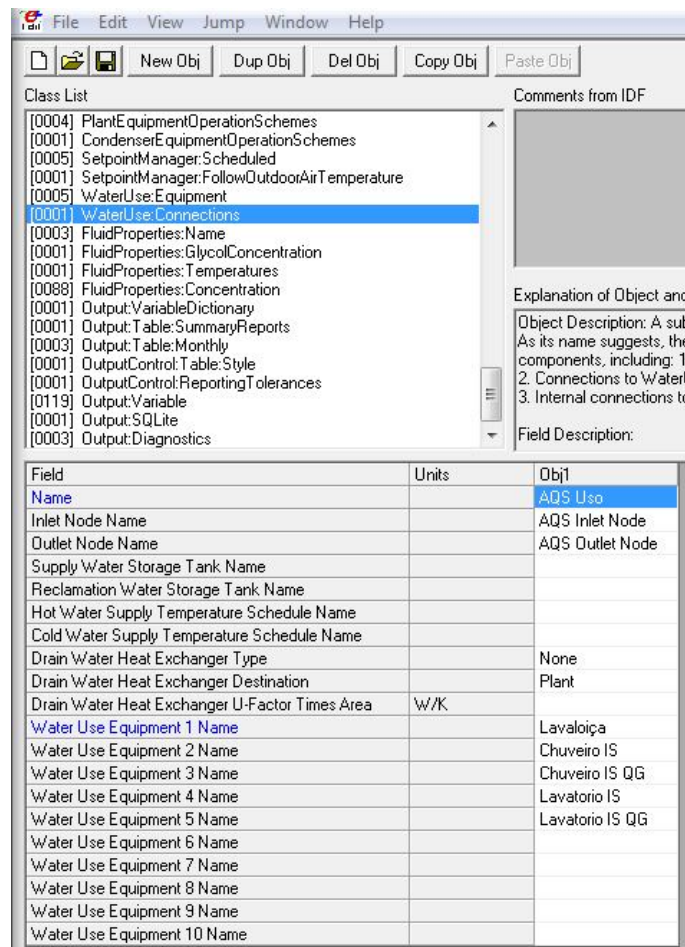 File Edit View Jump Window Help
New Obj Dup Obj Del Obj Copy Obj Paste Obj
Class List
Comments from IDF
[0004] PlantEquipmentOperationSchemes
[0001] CondenserEquipmentOperationSchemes
[0005] SetpointManager:Scheduled
[0001] SetpointManager:FollowOutdoorAirTemperature
[0005] WaterUse:Equipment
[0001] WaterUse:Connections
[0003] FluidProperties:Name
[0001] FluidProperties:GlycolConcentration
[0001] FluidProperties:Temperatures
[0088] FluidProperties:Concentration
[0001] Output:VariableDictionary
[0001] Output:Table:SummaryReports
[0003] Output:Table:Monthly
[0001] OutputControl:Table:Style
[0001] OutputControl:ReportingTolerances
[0119] Output:Variable
[0001] Output:SQLite
[0003] Output:Diagnostics
Explanation of Object and
Object Description: A sub
As its name suggests, the
components, including: 1
2. Connections to Water
3. Internal connections to
Field Description:
Field Units Obj1
Name AQS Uso
Inlet Node Name AQS Inlet Node
Outlet Node Name AQS Outlet Node
Supply Water Storage Tank Name
Reclamation Water Storage Tank Name
Hot Water Supply Temperature Schedule Name
Cold Water Supply Temperature Schedule Name
Drain Water Heat Exchanger Type None
Drain Water Heat Exchanger Destination Plant
Drain Water Heat Exchanger U-Factor Times Area W/K
Water Use Equipment 1 Name Lavaloiça
Water Use Equipment 2 Name Chuveiro IS
Water Use Equipment 3 Name Chuveiro IS QG
Water Use Equipment 4 Name Lavatorio IS
Water Use Equipment 5 Name Lavatorio IS QG
Water Use Equipment 6 Name
Water Use Equipment 7 Name
Water Use Equipment 8 Name
Water Use Equipment 9 Name
Water Use Equipment 10 Name